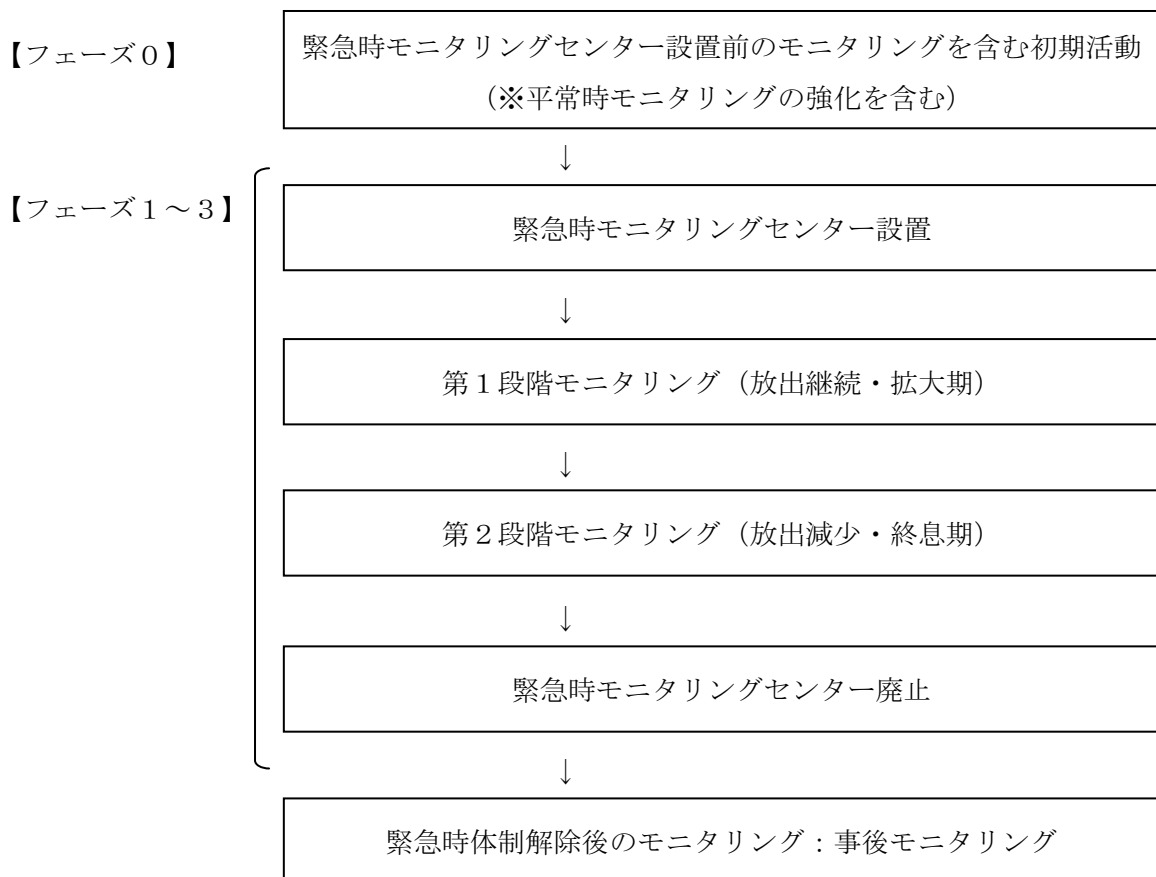 【フェーズ０】
緊急時モニタリングセンター設置前のモニタリングを含む初期活動
（※平常時モニタリングの強化を含む）
↓
【フェーズ１～３】
緊急時モニタリングセンター設置
↓
第１段階モニタリング（放出継続・拡大期）
↓
第２段階モニタリング（放出減少・終息期）
↓
緊急時モニタリングセンター廃止
↓
緊急時体制解除後のモニタリング：事後モニタリング